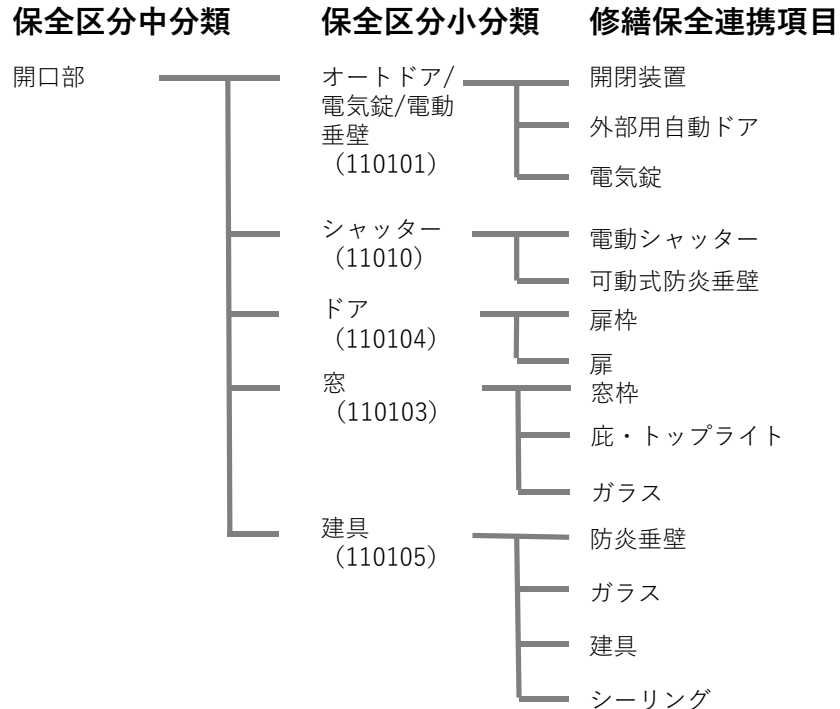 保全区分中分類　保全区分小分類　修繕保全連携項目
開口部
オートドア/
電気錠/電動
垂壁
（110101）
開閉装置
外部用自動ドア
電気錠
シャッター
（11010）
電動シャッター
可動式防炎垂壁
ドア
（110104）
扉枠
扉
窓
（110103）
窓枠
庇・トップライト
ガラス
建具
（110105）
防炎垂壁
ガラス
建具
シーリング